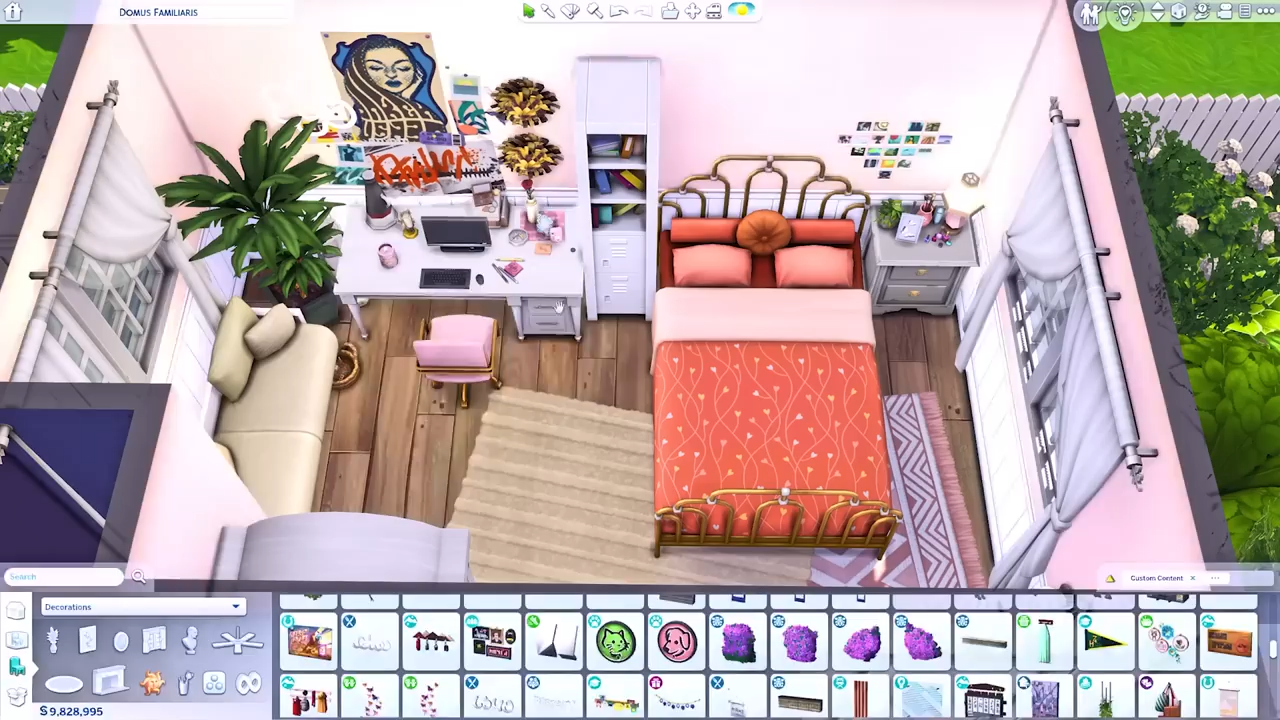 Domus Familiaris
Search
Custom Content
Decorations
§9,828,995